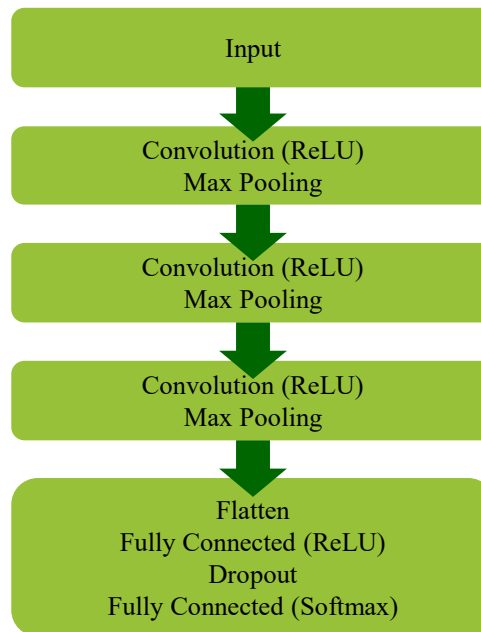 Input
Convolution (ReLU)
Max Pooling
Convolution (ReLU)
Max Pooling
Convolution (ReLU)
Max Pooling
Flatten
Fully Connected (ReLU)
Dropout
Fully Connected (Softmax)